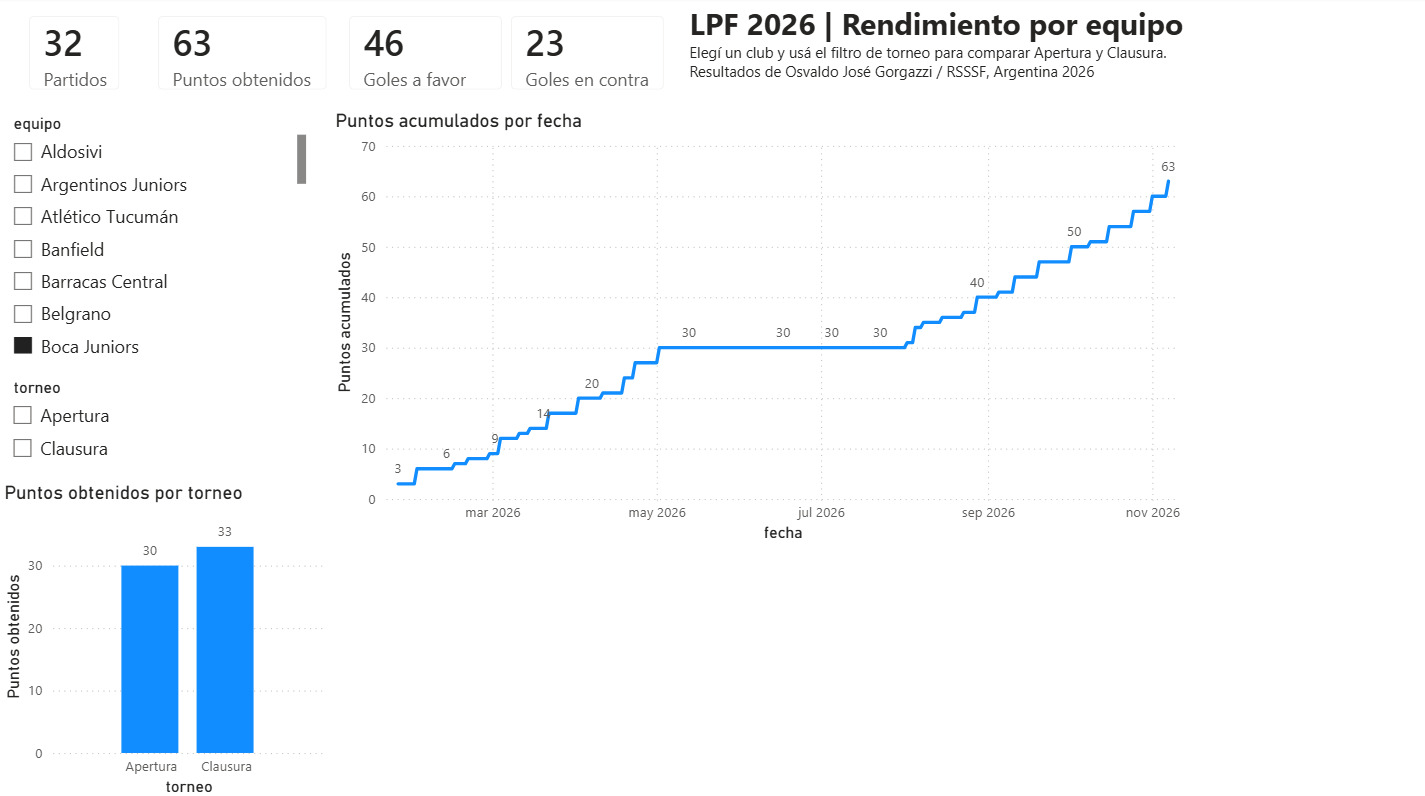 32
Partidos
63
Puntos obtenidos
46
Goles a favor
23
Goles en contra
LPF 2026 | Rendimiento por equipo
Elegí un club y usá el filtro de torneo para comparar Apertura y Clausura.
Resultados de Osvaldo José Gorgazzi / RSSSF, Argentina 2026
equipo
Aldosivi
Argentinos Juniors
Atlético Tucumán
Banfield
Barracas Central
Belgrano
Boca Juniors
torneo
Apertura
Clausura
Puntos acumulados por fecha
Puntos acumulados
70
60
50
40
30
20
10
0
3
6
9
14
20
30
30
30
30
40
50
63
mar 2026
may 2026
jul 2026
sep 2026
nov 2026
fecha
Puntos obtenidos por torneo
Puntos obtenidos
30
20
10
0
30
33
Apertura
Clausura
torneo